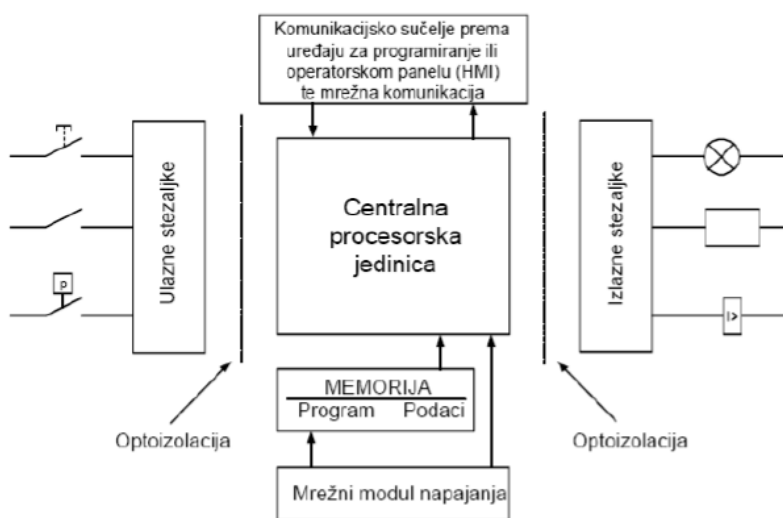 Komunikacijsko sučelje prema
uređaju za programiranje ili
operatorskom panelu (HMI)
te mrežna komunikacija
Ulazne stezaljke
Centralna
procesorska
jedinica
Izlazne stezaljke
p
I>
MEMORIJA
Program Podaci
Optoizolacija
Optoizolacija
Mrežni modul napajanja